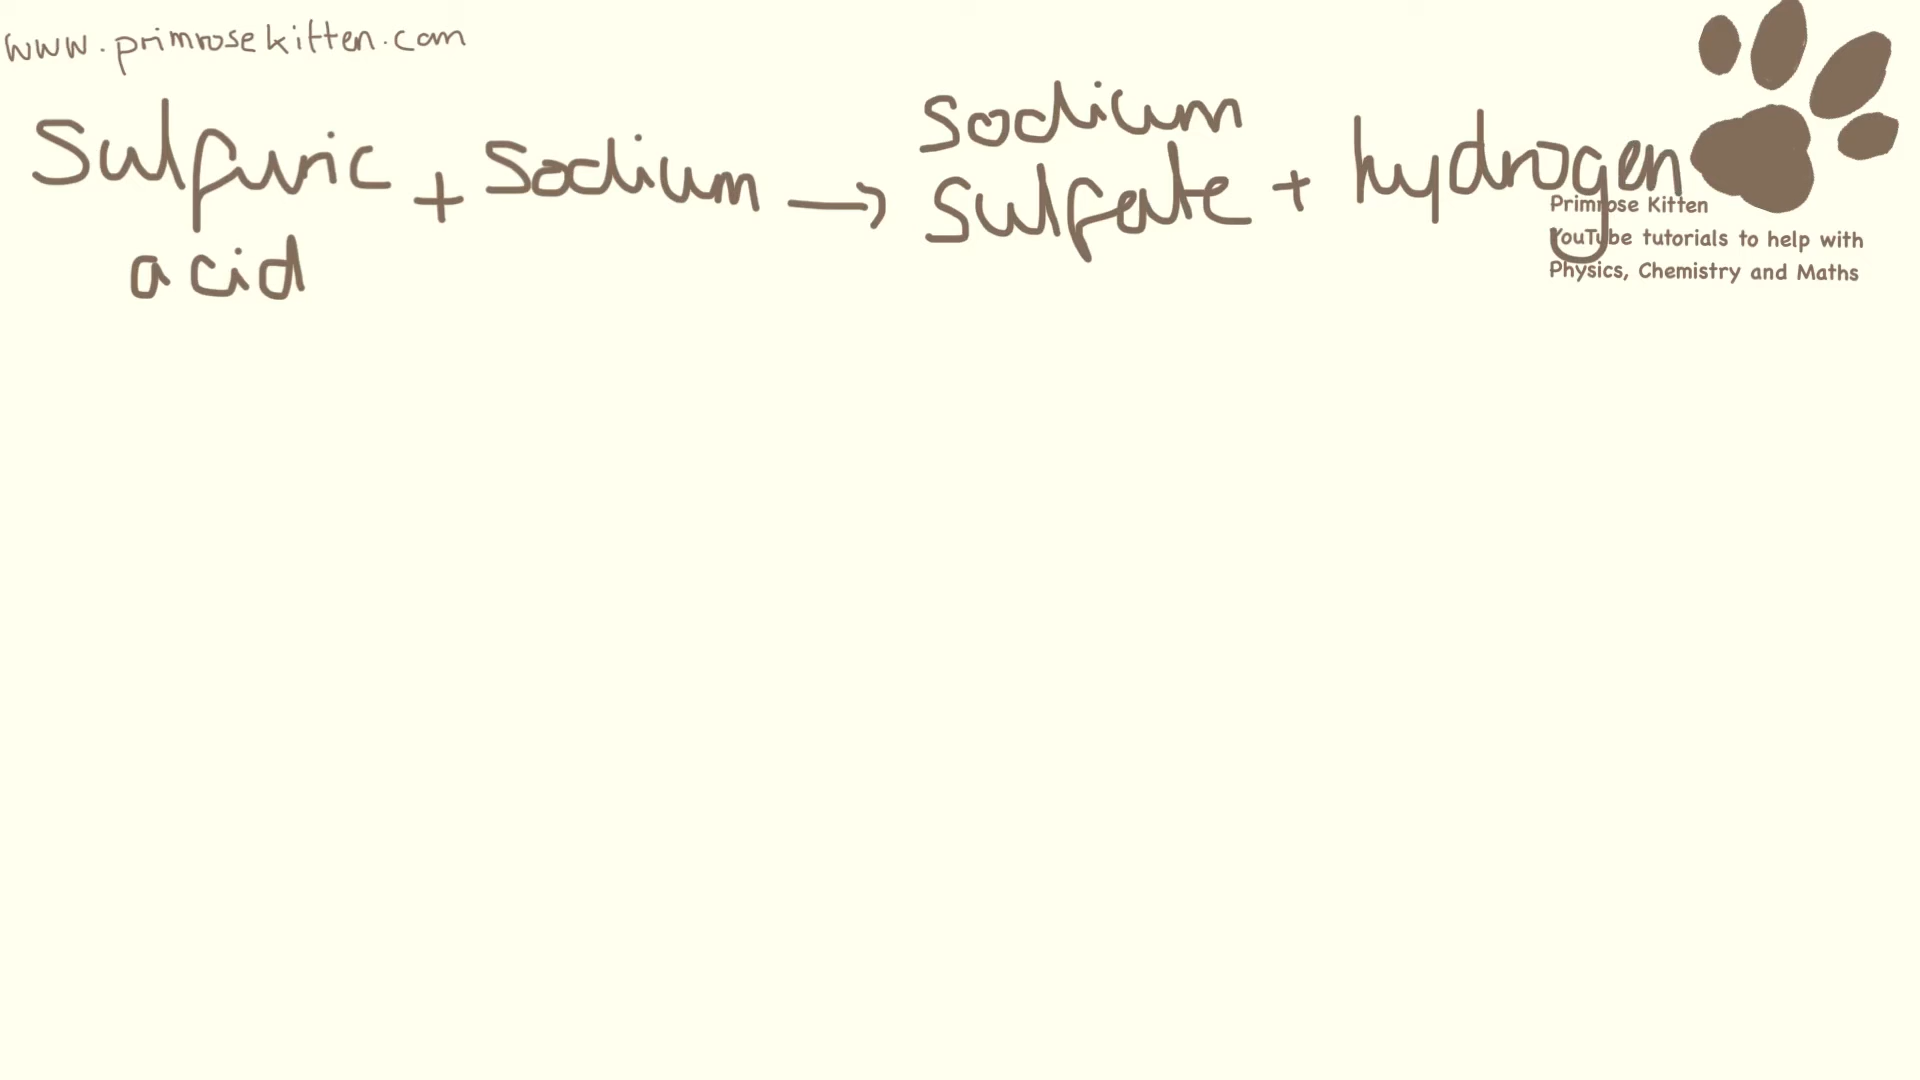 www.primrosekitten.com
Sulfuric + Sodium → Sodium Sulfate + hydrogen
acid
Primrose Kitten
YouTube tutorials to help with
Physics, Chemistry and Maths